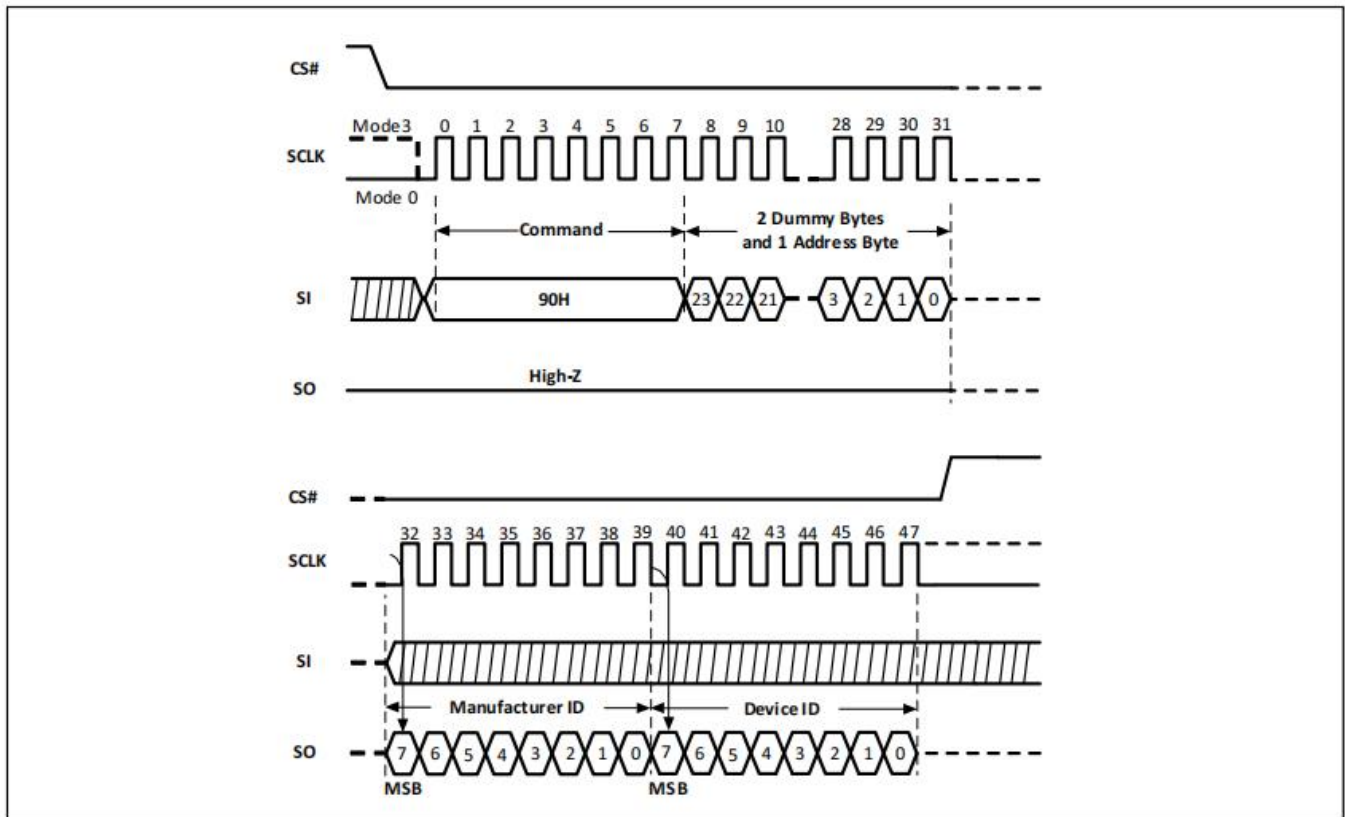 CS#
Mode3 0 1 2 3 4 5 6 7 8 9 10 28 29 30 31
SCLK
Mode 0
Command
2 Dummy Bytes
and 1 Address Byte
SI 90H 23 22 21 3 2 1 0
High-Z
SO
CS#
32 33 34 35 36 37 38 39 40 41 42 43 44 45 46 47
SCLK
SI
Manufacturer ID Device ID
SO 7 6 5 4 3 2 1 0 7 6 5 4 3 2 1 0
MSB MSB